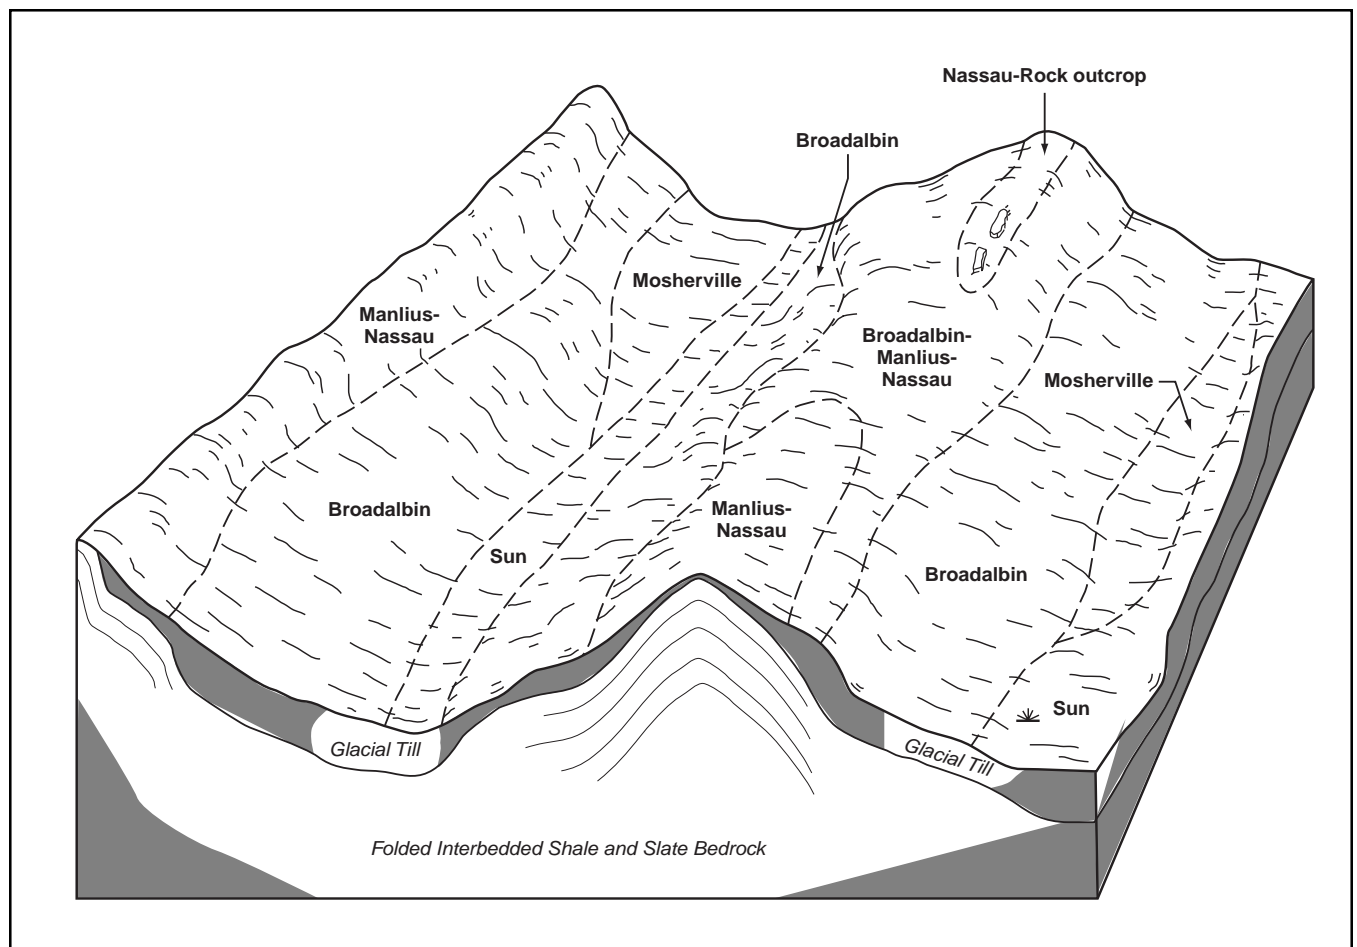 Nassau-Rock outcrop
Broadalbin
Mosherville
Manlius-
Nassau
Broadalbin-
Manlius-
Nassau
Mosherville
Broadalbin
Manlius-
Nassau
Sun
Broadalbin
Sun
Glacial Till
Glacial Till
Folded Interbedded Shale and Slate Bedrock